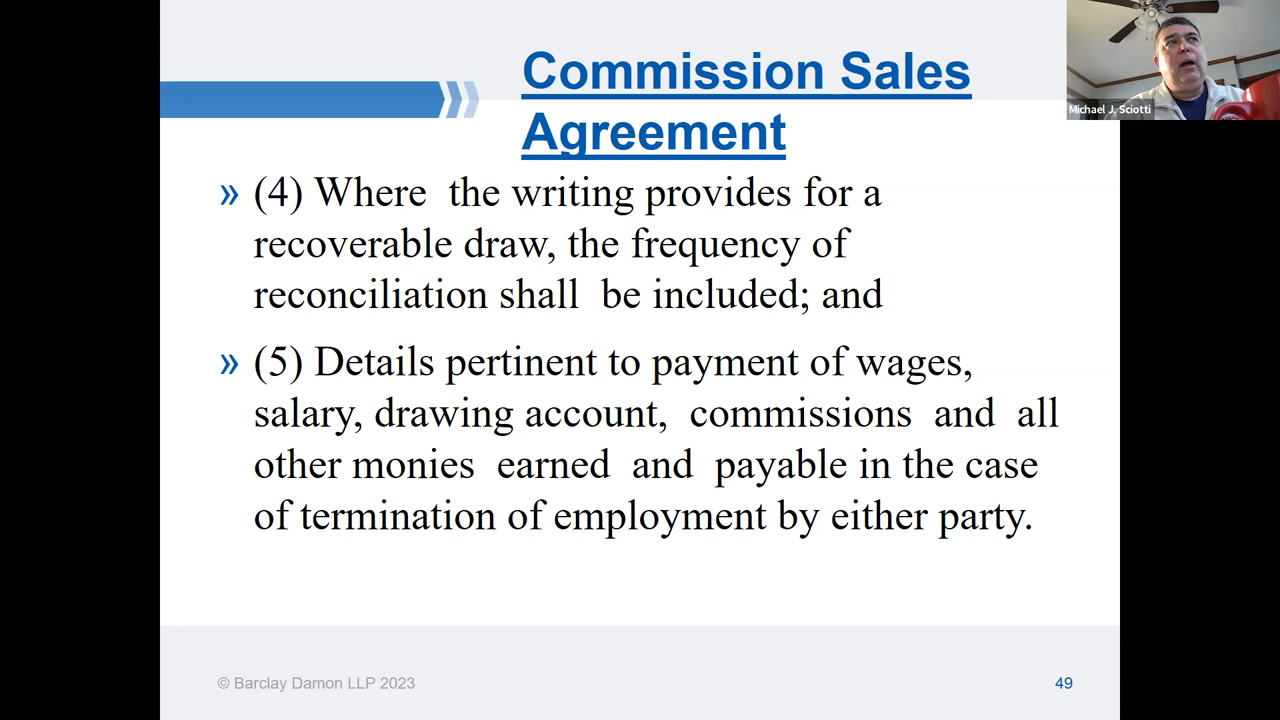 Commission Sales
Agreement
Michael J. Sciotti
» (4) Where the writing provides for a
recoverable draw, the frequency of
reconciliation shall be included; and
» (5) Details pertinent to payment of wages,
salary, drawing account, commissions and all
other monies earned and payable in the case
of termination of employment by either party.
© Barclay Damon LLP 2023
49